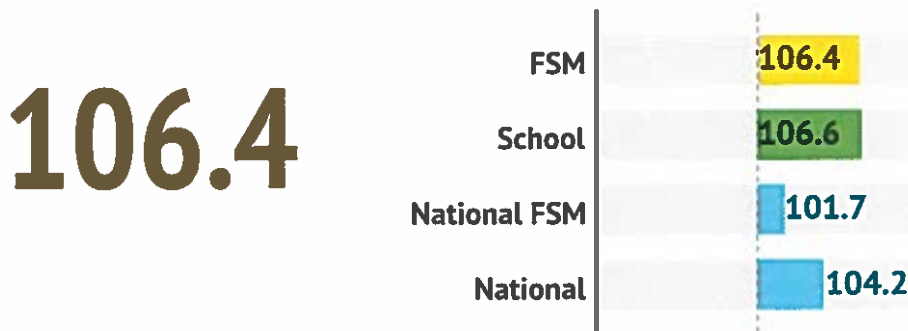 106.4
FSM 106.4
School 106.6
National FSM 101.7
National 104.2